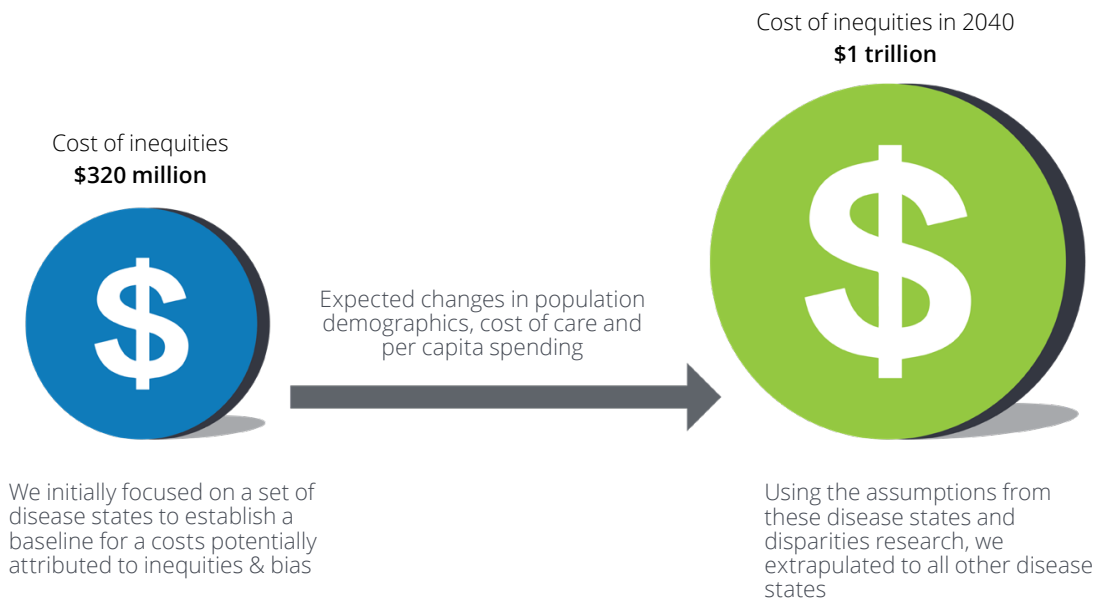 Cost of inequities in 2040
$1 trillion
Cost of inequities
$320 million
$
$
Expected changes in population
demographics, cost of care and
per capita spending
We initially focused on a set of
disease states to establish a
baseline for a costs potentially
attributed to inequities & bias
Using the assumptions from
these disease states and
disparities research, we
extrapulated to all other disease
states